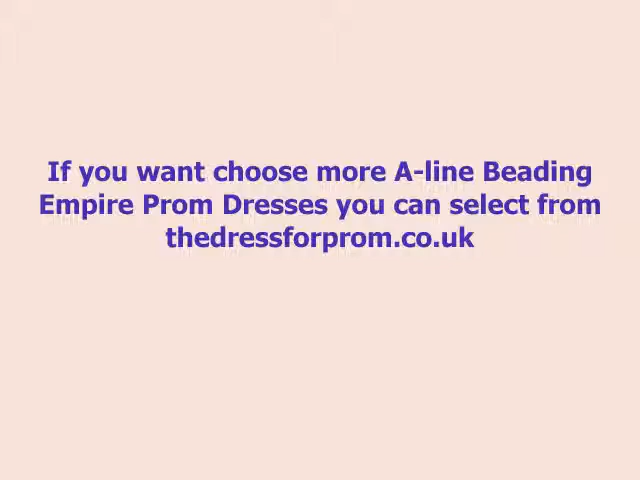 If you want choose more A-line Beading
Empire Prom Dresses you can select from
thedressforprom.co.uk